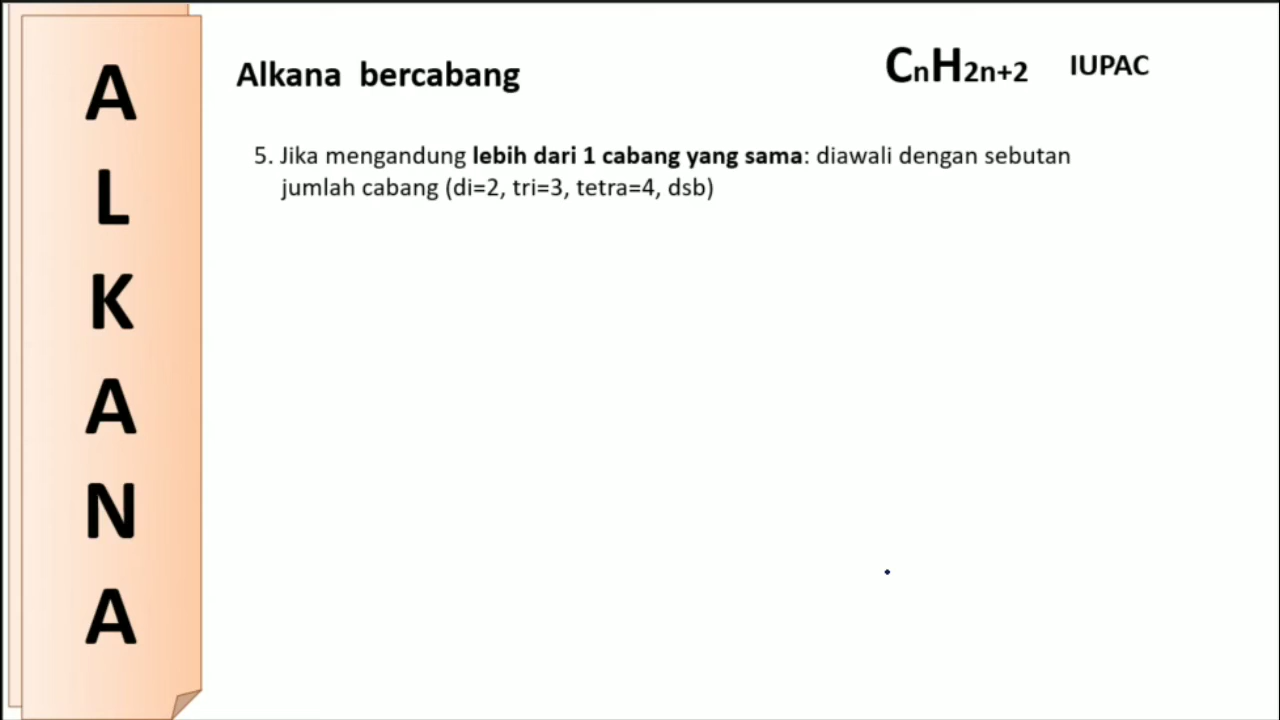 A
L
K
A
N
A
Alkana bercabang
CnH2n+2 IUPAC
5. Jika mengandung lebih dari 1 cabang yang sama: diawali dengan sebutan
jumlah cabang (di=2, tri=3, tetra=4, dsb)